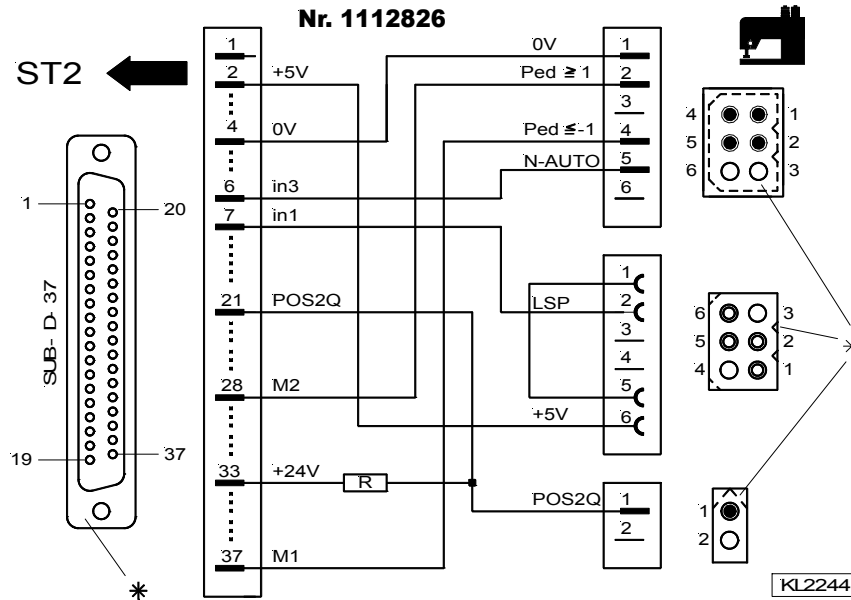 Nr. 1112826
ST2
SUB- D- 37
1
20
19
37
1
2 +5V
4 0V
6 in3
7 in1
21 POS2Q
28 M2
33 +24V
R
37 M1
0V 1
Ped ≥ 1 2
3
Ped ≤-1 4
N-AUTO 5
6
1
LSP 2
3
4
5
+5V 6
POS2Q 1
2
4 1
5 2
6 3
6 3
5 2
4 1
*
1
2
*
KL2244